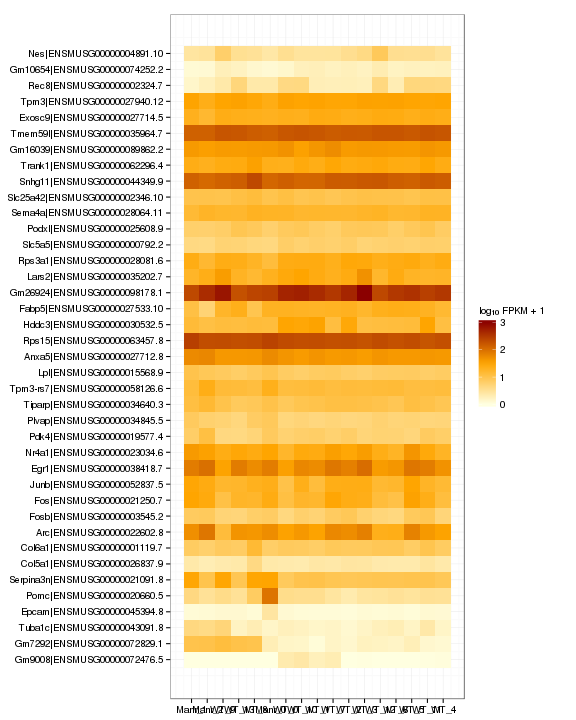 Nes|ENSMUSG00000004891.10
Gm10654|ENSMUSG00000074252.2
Rec8|ENSMUSG00000002324.7
Tpm3|ENSMUSG00000027940.12
Exosc9|ENSMUSG00000027714.5
Tmem59l|ENSMUSG00000035964.7
Gm16039|ENSMUSG00000089862.2
Trank1|ENSMUSG00000062296.4
Snhg11|ENSMUSG00000044349.9
Slc25a42|ENSMUSG00000002346.10
Sema4a|ENSMUSG00000028064.11
Podxl|ENSMUSG00000025608.9
Slc5a5|ENSMUSG00000000792.2
Rps3a1|ENSMUSG00000028081.6
Lars2|ENSMUSG00000035202.7
Gm26924|ENSMUSG00000098178.1
Fabp5|ENSMUSG00000027533.10
Hddc3|ENSMUSG00000030532.5
Rps15|ENSMUSG00000063457.8
Anxa5|ENSMUSG00000027712.8
Lpl|ENSMUSG00000015568.9
Tpm3-rs7|ENSMUSG00000058126.6
Tiparp|ENSMUSG00000034640.3
Plvap|ENSMUSG00000034845.5
Pdk4|ENSMUSG00000019577.4
Nr4a1|ENSMUSG00000023034.6
Egr1|ENSMUSG00000038418.7
Junb|ENSMUSG00000052837.5
Fos|ENSMUSG00000021250.7
Fosb|ENSMUSG00000003545.2
Arc|ENSMUSG00000022602.8
Col6a1|ENSMUSG00000001119.7
Col5a1|ENSMUSG00000026837.9
Serpina3n|ENSMUSG00000021091.8
Pomc|ENSMUSG00000020660.5
Epcam|ENSMUSG00000045394.8
Tuba1c|ENSMUSG00000043091.8
Gm7292|ENSMUSG00000072829.1
Gm9008|ENSMUSG00000072476.5
log10 FPKM + 1
3
2
1
0